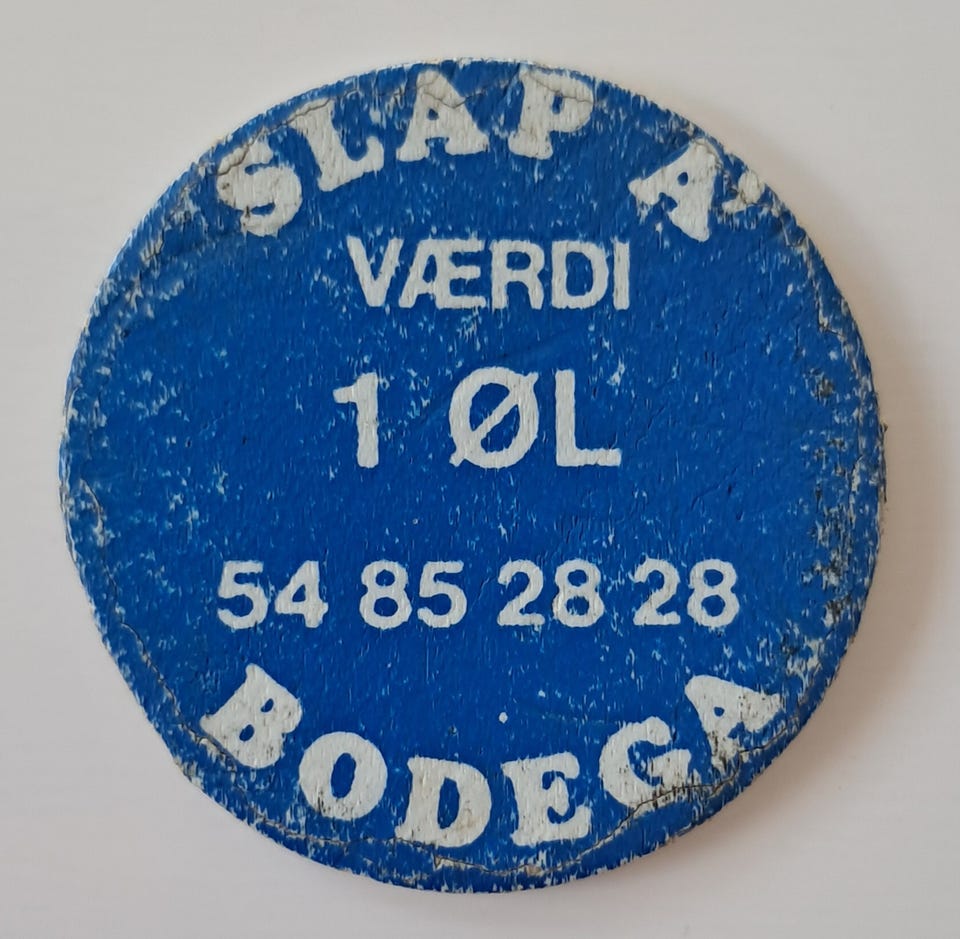 SLAP A'
VÆRDI
1 ØL
54 85 28 28
BODEGA